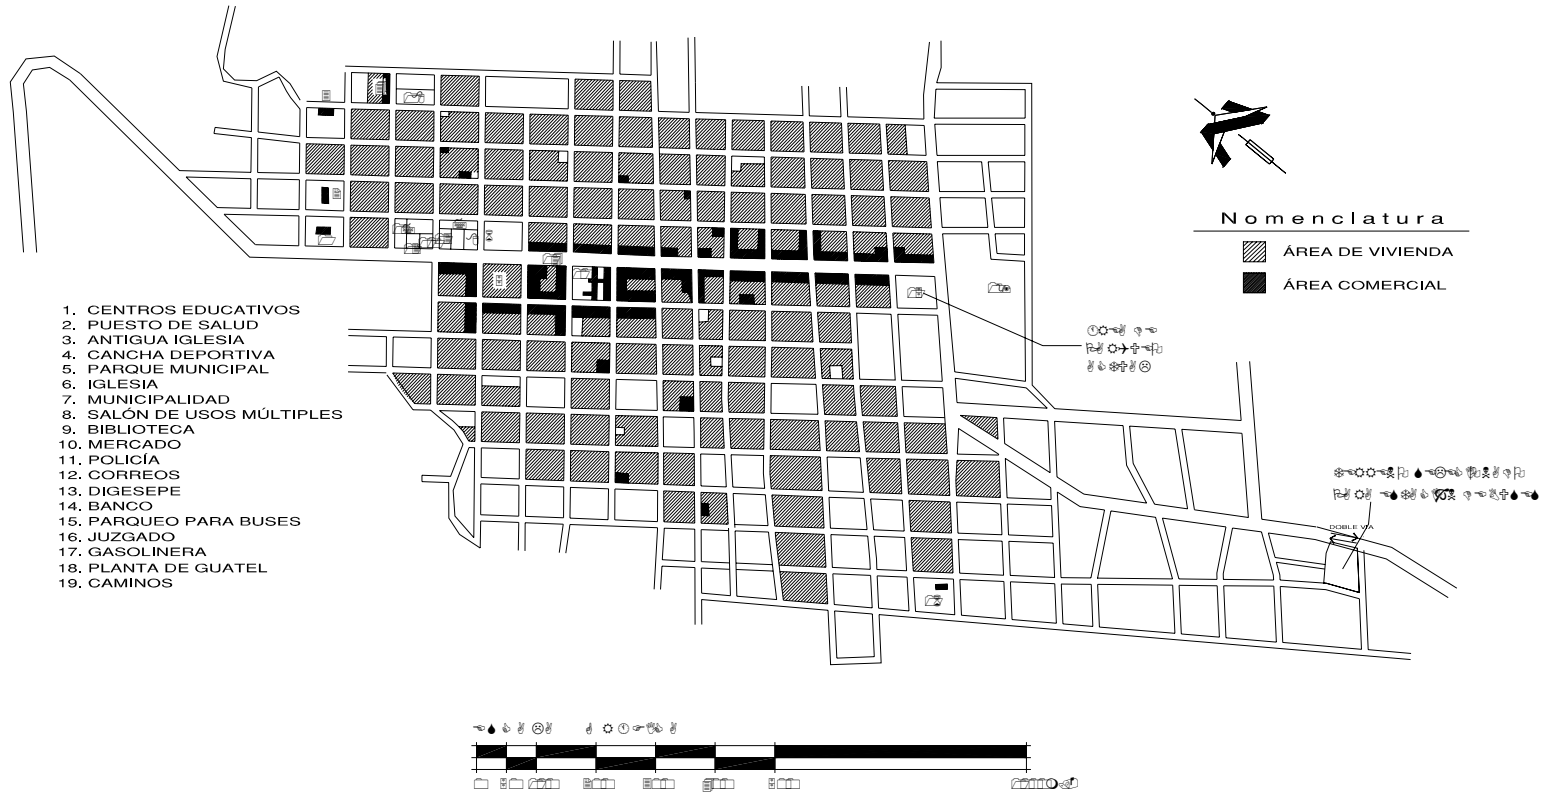 Nomenclatura
ÁREA DE VIVIENDA
ÁREA COMERCIAL
1. CENTROS EDUCATIVOS
2. PUESTO DE SALUD
3. ANTIGUA IGLESIA
4. CANCHA DEPORTIVA
5. PARQUE MUNICIPAL
6. IGLESIA
7. MUNICIPALIDAD
8. SALÓN DE USOS MÚLTIPLES
9. BIBLIOTECA
10. MERCADO
11. POLICÍA
12. CORREOS
13. DIGESEPE
14. BANCO
15. PARQUEO PARA BUSES
16. JUZGADO
17. GASOLINERA
18. PLANTA DE GUATEL
19. CAMINOS
DOBLE VIA